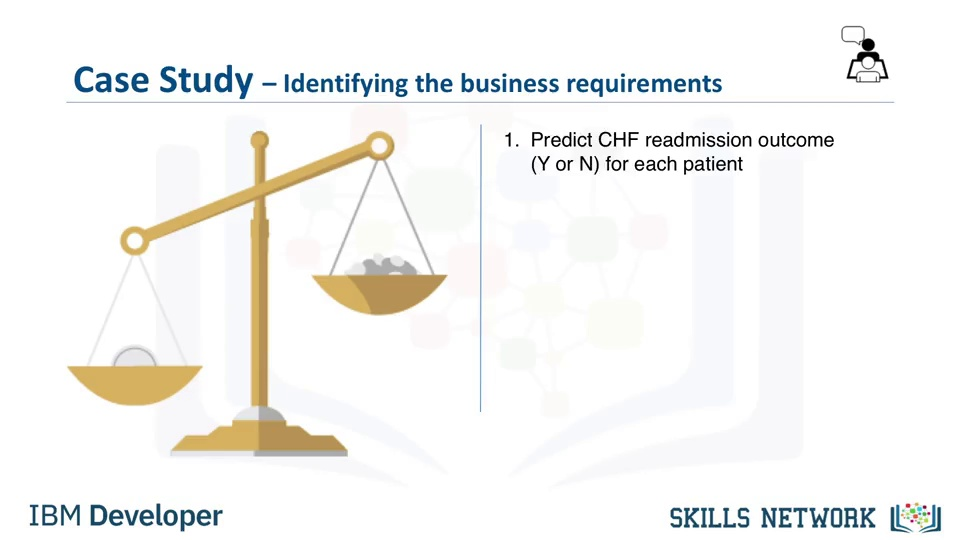 Case Study – Identifying the business requirements
1. Predict CHF readmission outcome
(Y or N) for each patient
IBM Developer
SKILLS NETWORK